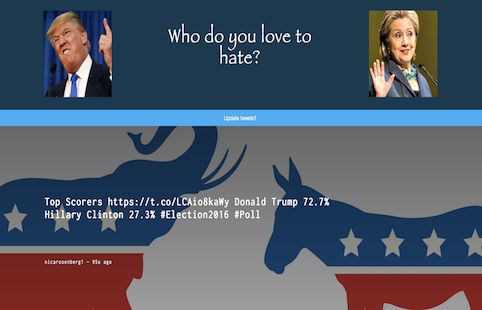 Who do you love to
hate?
Update tweets?
Top Scorers https://t.co/LCAio8kaWy Donald Trump 72.7%
Hillary Clinton 27.3% #Election2016 #Poll
nicarosenberg1 - 95s ago